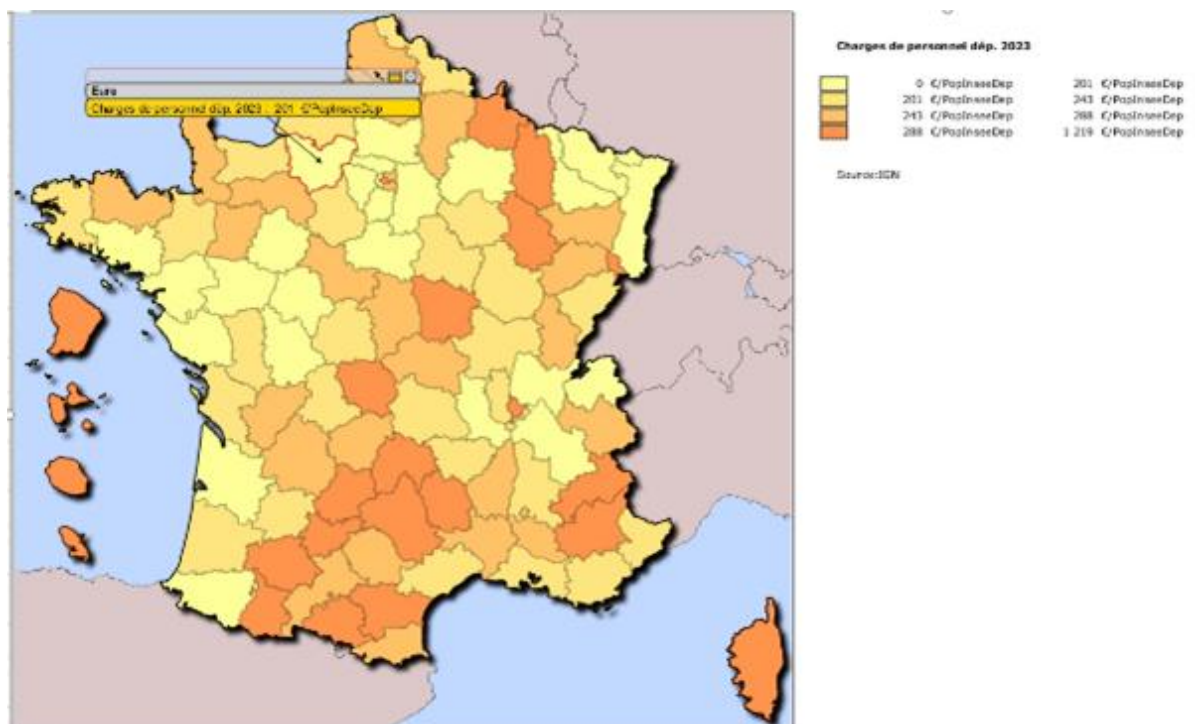 Eure
Charges de personnel dép. 2023 : 201 €/PopInseeDep
Charges de personnel dép. 2023
0 €/PopInseeDep 201 €/PopInseeDep
201 €/PopInseeDep 243 €/PopInseeDep
243 €/PopInseeDep 288 €/PopInseeDep
288 €/PopInseeDep 1 219 €/PopInseeDep
Source:IGN